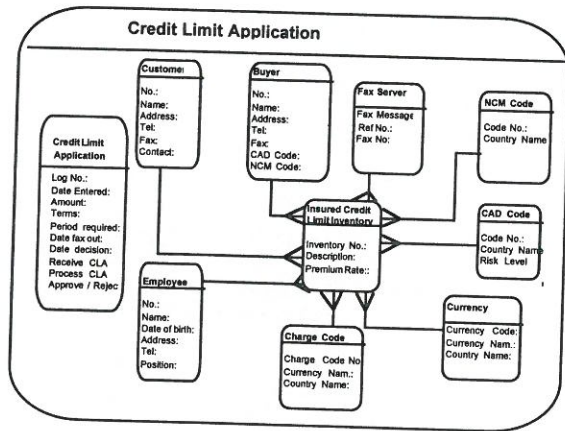 Credit Limit Application
Customer
No.:
Name:
Address:
Tel:
Fax:
Contact:
Buyer
No.:
Name:
Address:
Tel:
Fax:
CAD Code:
NCM Code:
Fax Server
Fax Message
Ref No.:
Fax No:
NCM Code
Code No.:
Country Name
Credit Limit
Application
Log No.:
Date Entered:
Amount:
Terms:
Period required:
Date fax out:
Date decision:
Receive CLA
Process CLA
Approve / Rejec
Insured Credit
Limit Inventory
Inventory No.:
Description:
Premium Rate::
CAD Code
Code No.:
Country Name
Risk Level
Employee
No.:
Name:
Date of birth:
Address:
Tel:
Position:
Charge Code
Charge Code No
Currency Nam.:
Country Name:
Currency
Currency Code:
Currency Nam.:
Country Name: